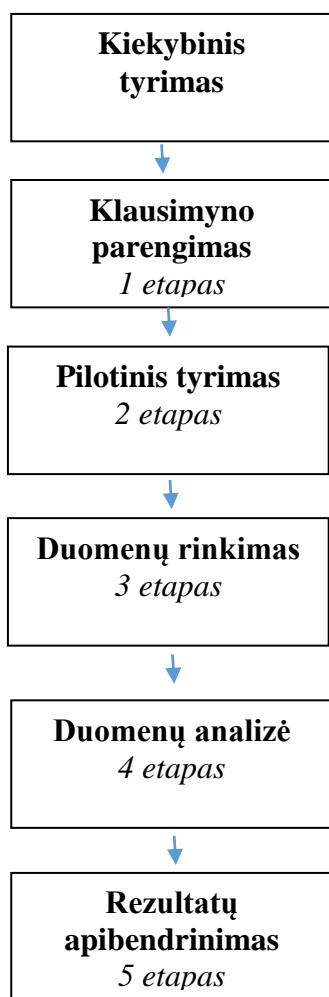 Kiekybinis
tyrimas
Klausimyno
parengimas
1 etapas
Pilotinis tyrimas
2 etapas
Duomenų rinkimas
3 etapas
Duomenų analizė
4 etapas
Rezultatų
apibendrinimas
5 etapas